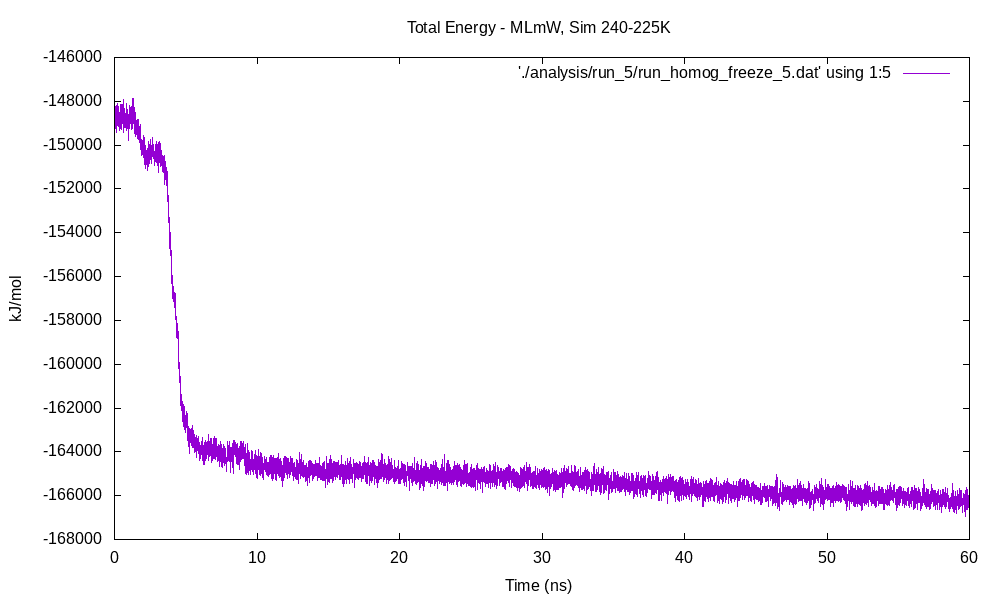 Total Energy - MLmW, Sim 240-225K
'./analysis/run_5/run_homog_freeze_5.dat' using 1:5
-146000
-148000
-150000
-152000
-154000
-156000
-158000
-160000
-162000
-164000
-166000
-168000
kJ/mol
0 10 20 30 40 50 60
Time (ns)